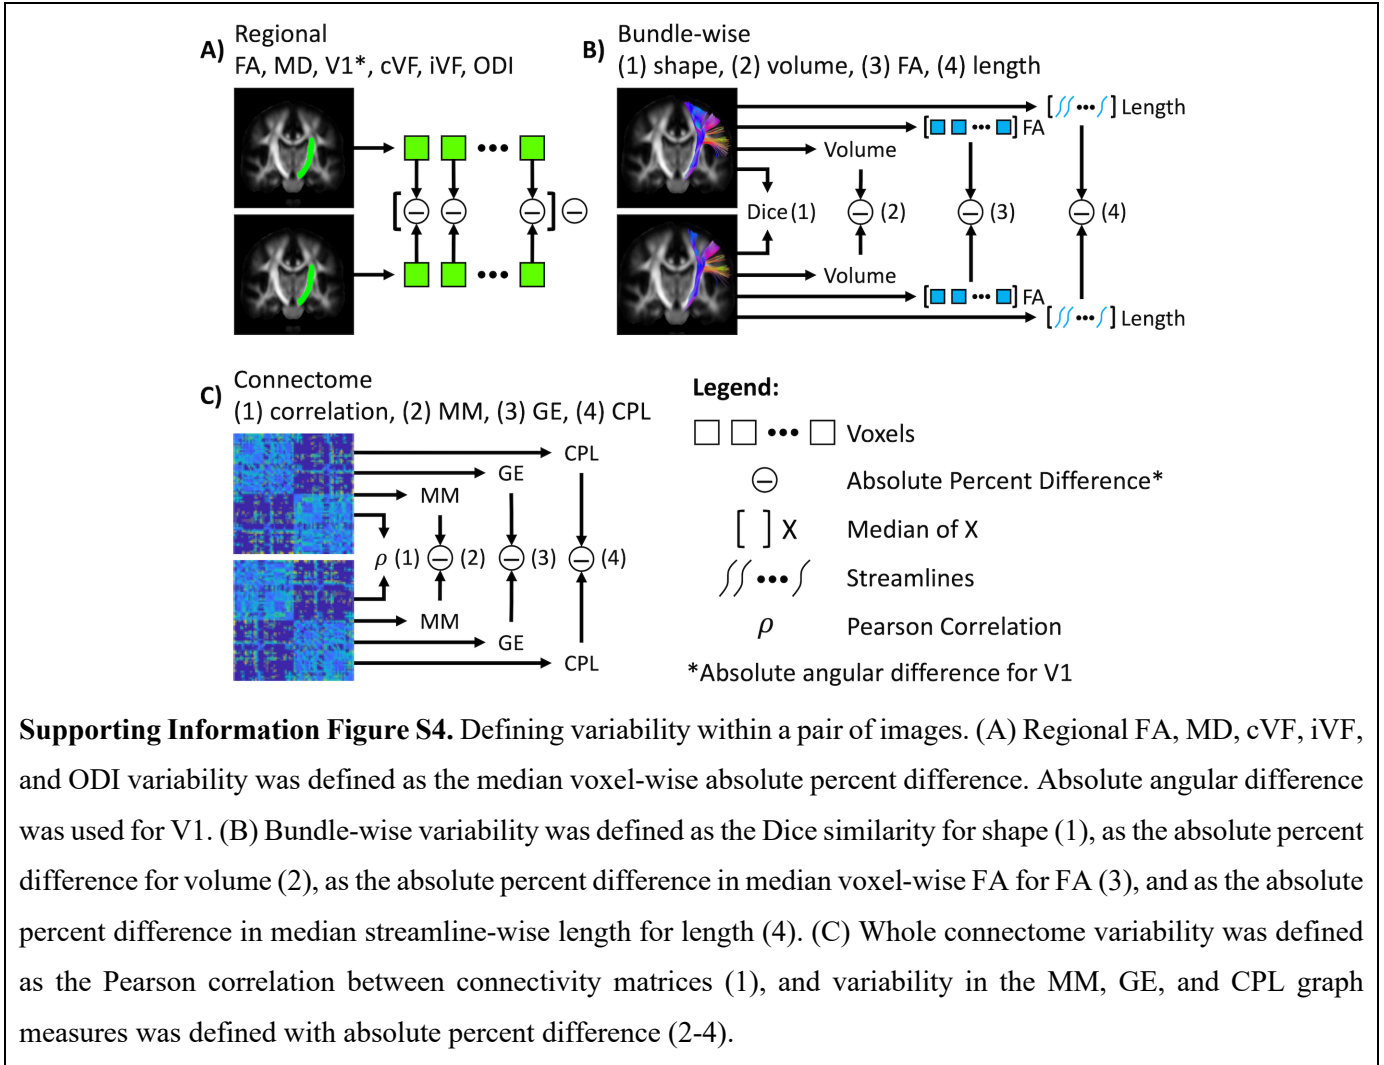 A) Regional
FA, MD, V1*, cVF, iVF, ODI
[ ⊖ ⊖ ••• ⊖ ] ⊖
B) Bundle-wise
(1) shape, (2) volume, (3) FA, (4) length
[ ••• ] Length
[ ••• ] FA
Volume
Dice (1) ⊖ (2) ⊖ (3) ⊖ (4)
Volume
[ ••• ] FA
[ ••• ] Length
C) Connectome
(1) correlation, (2) MM, (3) GE, (4) CPL
CPL
GE
MM
ρ (1) ⊖ (2) ⊖ (3) ⊖ (4)
MM
GE
CPL
Legend:
••• Voxels
⊖ Absolute Percent Difference*
[ ] X Median of X
••• Streamlines
ρ Pearson Correlation
*Absolute angular difference for V1
Supporting Information Figure S4. Defining variability within a pair of images. (A) Regional FA, MD, cVF, iVF,
and ODI variability was defined as the median voxel-wise absolute percent difference. Absolute angular difference
was used for V1. (B) Bundle-wise variability was defined as the Dice similarity for shape (1), as the absolute percent
difference for volume (2), as the absolute percent difference in median voxel-wise FA for FA (3), and as the absolute
percent difference in median streamline-wise length for length (4). (C) Whole connectome variability was defined
as the Pearson correlation between connectivity matrices (1), and variability in the MM, GE, and CPL graph
measures was defined with absolute percent difference (2-4).